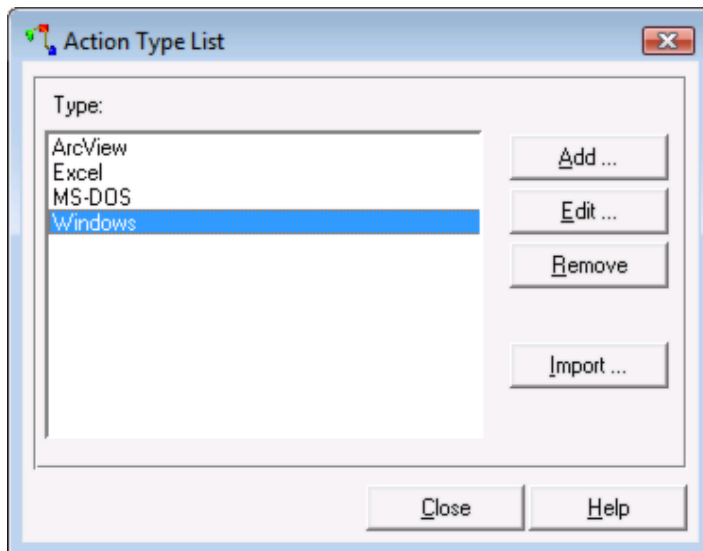 Action Type List
Type:
ArcView
Excel
MS-DOS
Windows
Add ...
Edit ...
Remove
Import ...
Close
Help